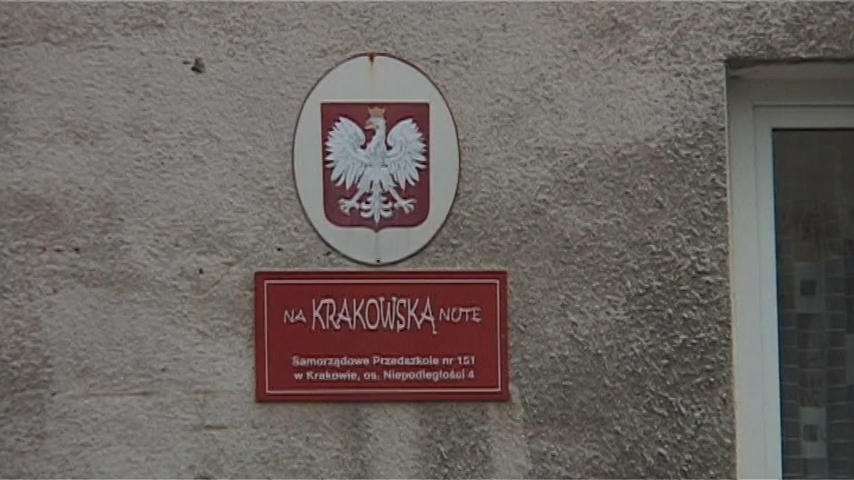 NA KRAKOWSKĄ NUTĘ
Samorządowe Przedszkole nr 151
w Krakowie, os. Niepodległości 4